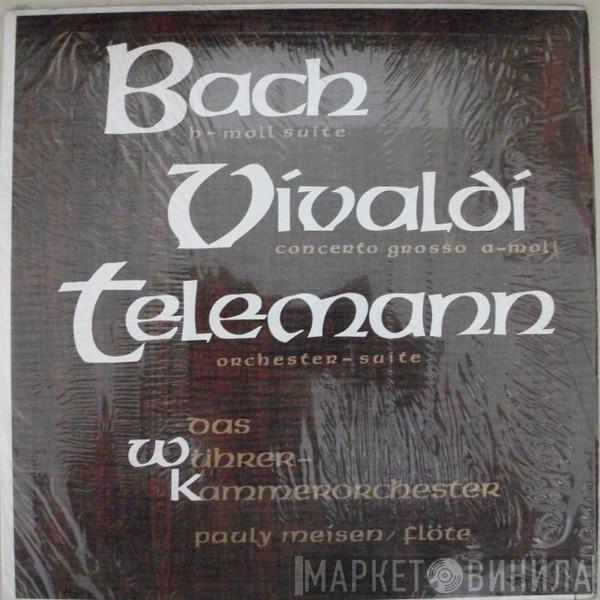 Bach
h-moll suite
Vivaldi
concerto grosso a-moll
Telemann
orchester-suite
das
Wührer-
Kammerorchester
pauly meisen/flöte
МАРКЕТ ВИНИЛА